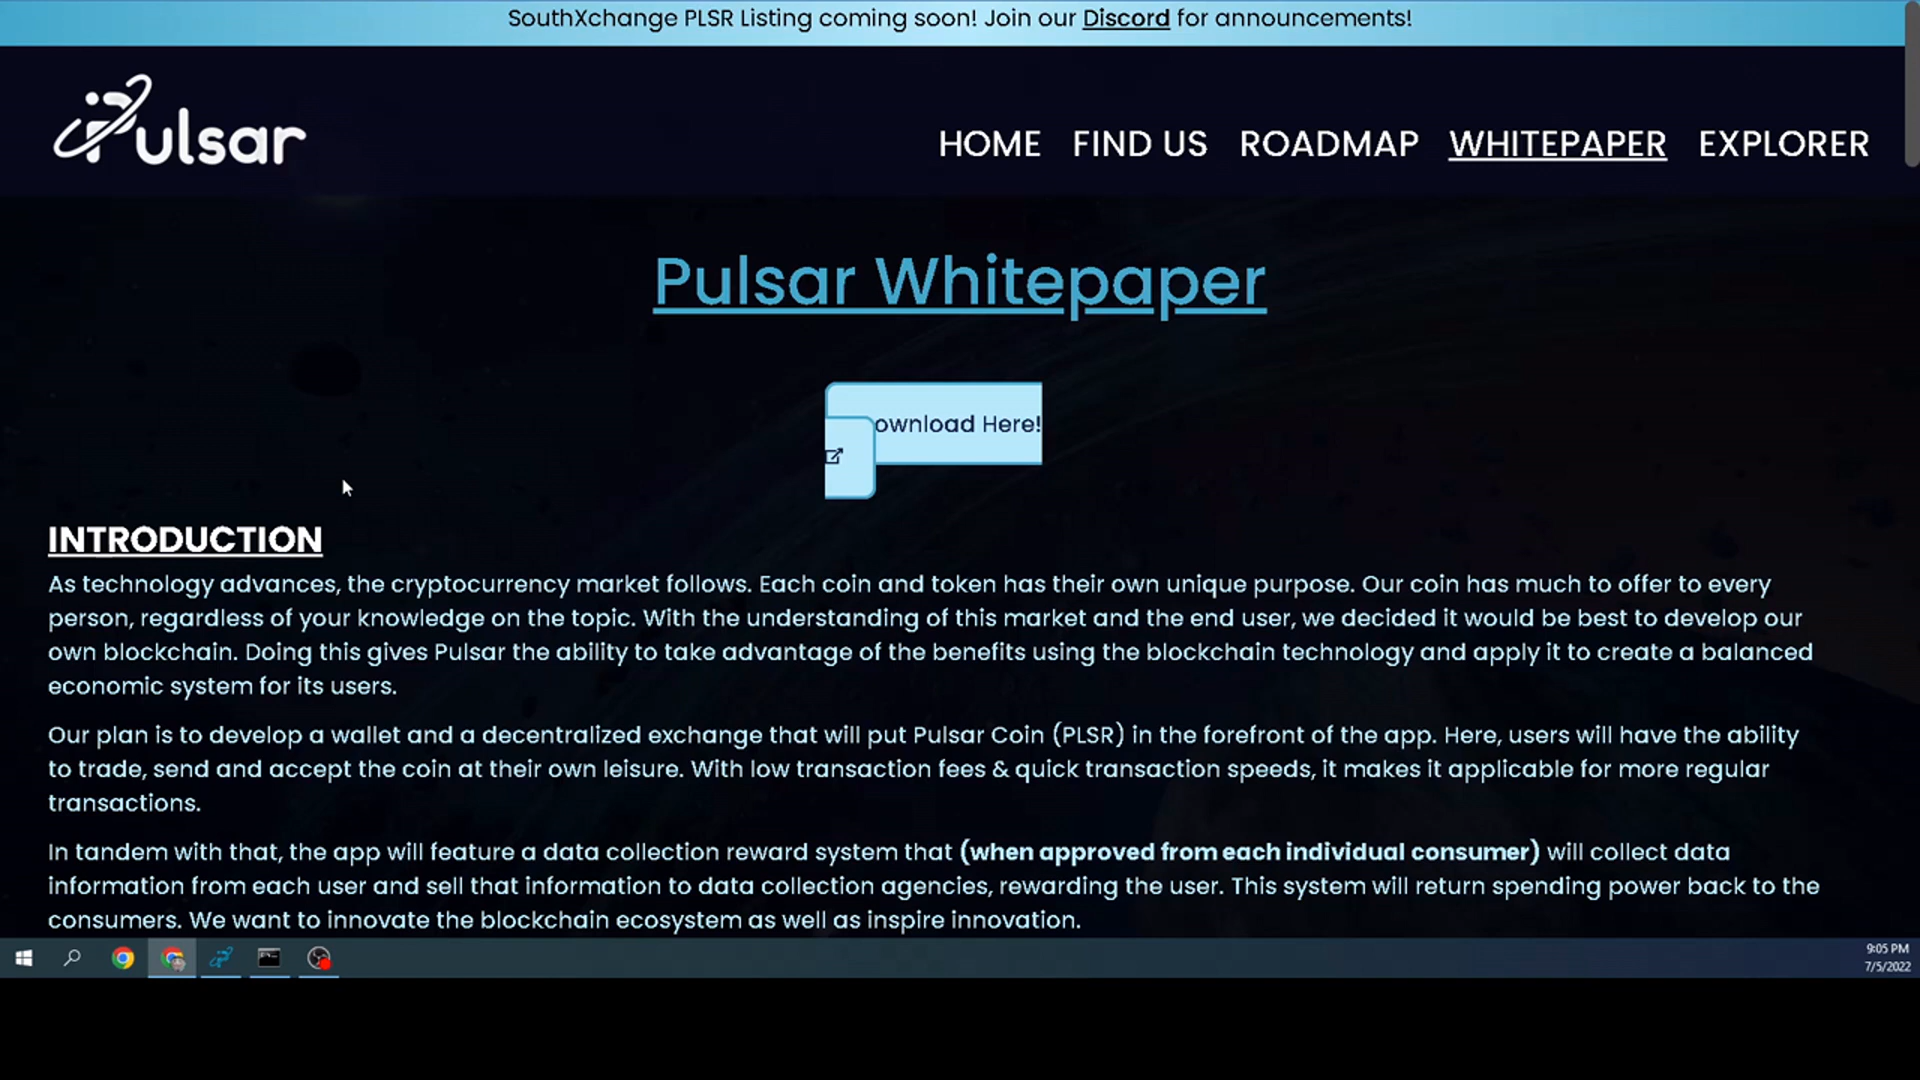 SouthXchange PLSR Listing coming soon! Join our Discord for announcements!
Pulsar
HOME FIND US ROADMAP WHITEPAPER EXPLORER
Pulsar Whitepaper
ownload Here!
INTRODUCTION
As technology advances, the cryptocurrency market follows. Each coin and token has their own unique purpose. Our coin has much to offer to every
person, regardless of your knowledge on the topic. With the understanding of this market and the end user, we decided it would be best to develop our
own blockchain. Doing this gives Pulsar the ability to take advantage of the benefits using the blockchain technology and apply it to create a balanced
economic system for its users.
Our plan is to develop a wallet and a decentralized exchange that will put Pulsar Coin (PLSR) in the forefront of the app. Here, users will have the ability
to trade, send and accept the coin at their own leisure. With low transaction fees & quick transaction speeds, it makes it applicable for more regular
transactions.
In tandem with that, the app will feature a data collection reward system that (when approved from each individual consumer) will collect data
information from each user and sell that information to data collection agencies, rewarding the user. This system will return spending power back to the
consumers. We want to innovate the blockchain ecosystem as well as inspire innovation.
9:05 PM
7/5/2022